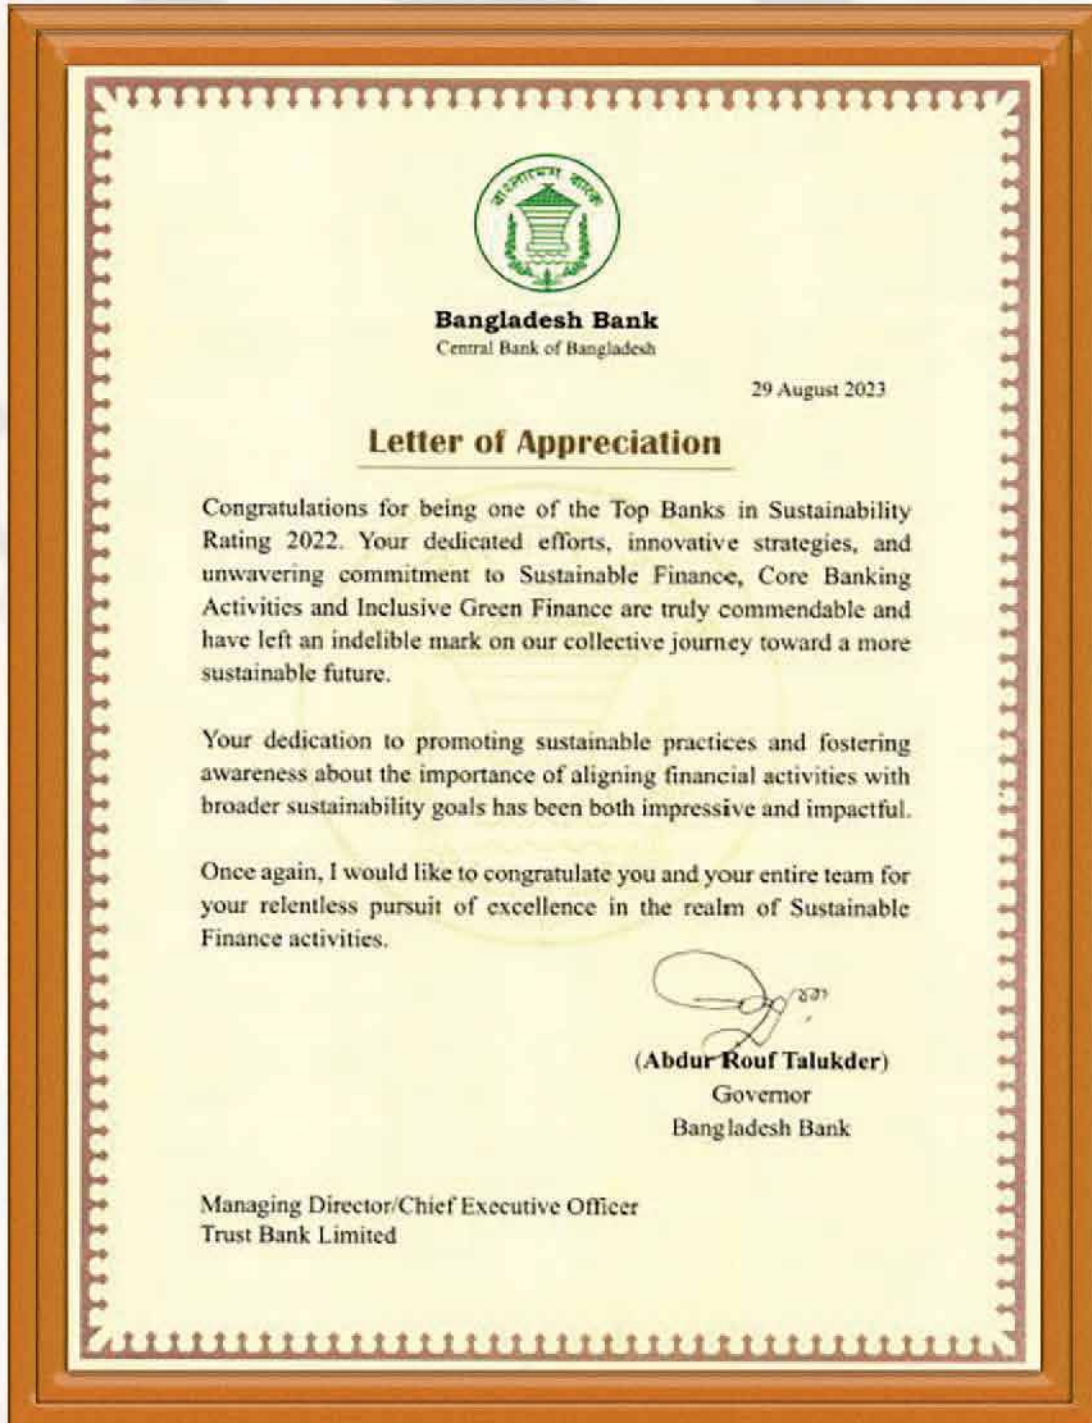 বাংলাদেশ ব্যাংক
Bangladesh Bank
Central Bank of Bangladesh
29 August 2023
Letter of Appreciation
Congratulations for being one of the Top Banks in Sustainability
Rating 2022. Your dedicated efforts, innovative strategies, and
unwavering commitment to Sustainable Finance, Core Banking
Activities and Inclusive Green Finance are truly commendable and
have left an indelible mark on our collective journey toward a more
sustainable future.
Your dedication to promoting sustainable practices and fostering
awareness about the importance of aligning financial activities with
broader sustainability goals has been both impressive and impactful.
Once again, I would like to congratulate you and your entire team for
your relentless pursuit of excellence in the realm of Sustainable
Finance activities.
(Abdur Rouf Talukder)
Governor
Bangladesh Bank
Managing Director/Chief Executive Officer
Trust Bank Limited